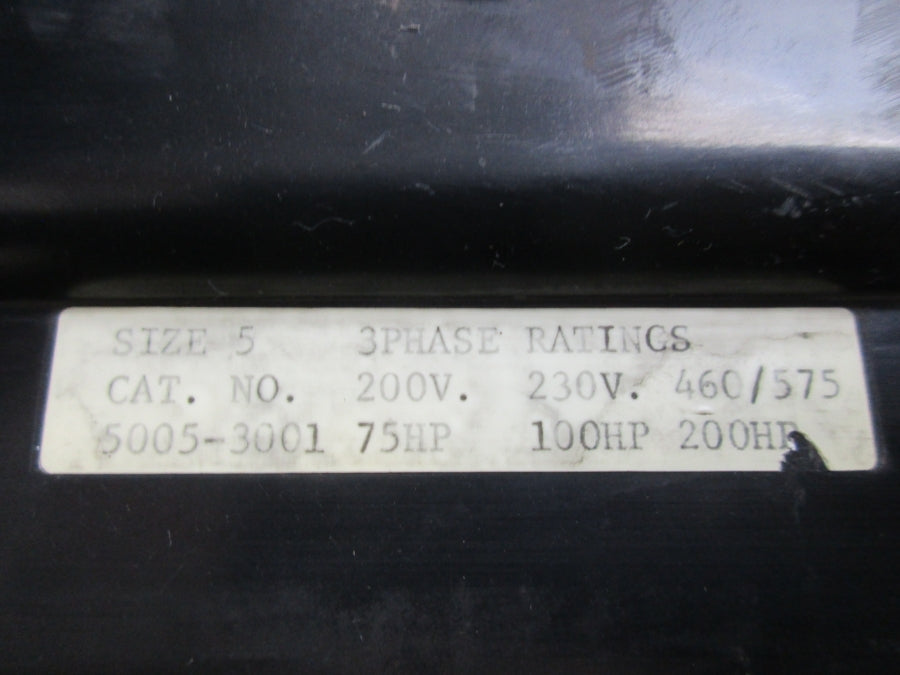 SIZE 5 3PHASE RATINGS
CAT. NO. 200V. 230V. 460/575
5005-3001 75HP 100HP 200HP